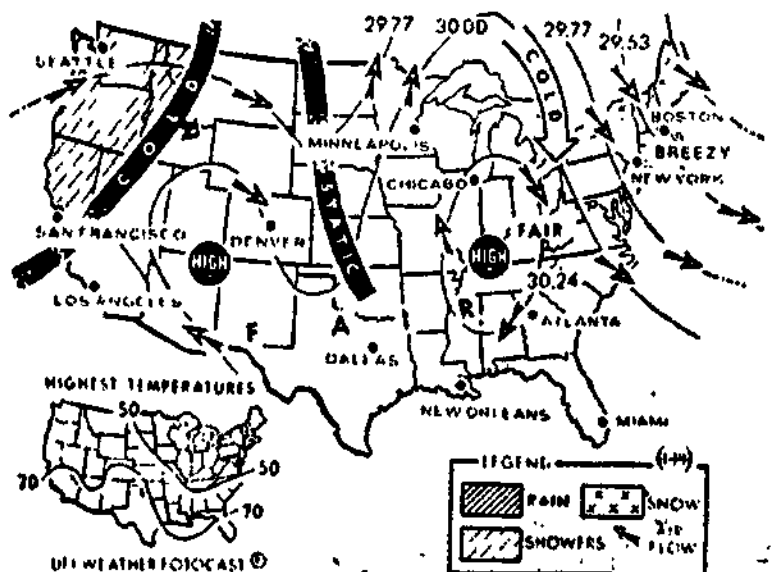 29.77
30.00
29.77
29.53
SEATTLE
COLD
COLD
BOSTON
BREEZY
NEW YORK
MINNEAPOLIS
CHICAGO
STATIC
SAN FRANCISCO
DENVER
HIGH
FAIR
HIGH
30.24
LOS ANGELES
ATLANTA
F A R
DALLAS
HIGHEST TEMPERATURES
NEW ORLEANS
MIAMI
50
50
70
70
LEGEND
RAIN
SNOW
SHOWERS
AIR
FLOW
UPI WEATHER FOTOCAST ®